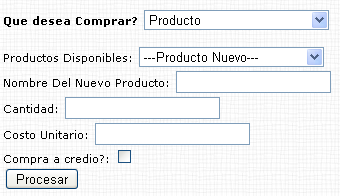 Que desea Comprar? Producto
Productos Disponibles: ---Producto Nuevo---
Nombre Del Nuevo Producto:
Cantidad:
Costo Unitario:
Compra a credio?:
Procesar